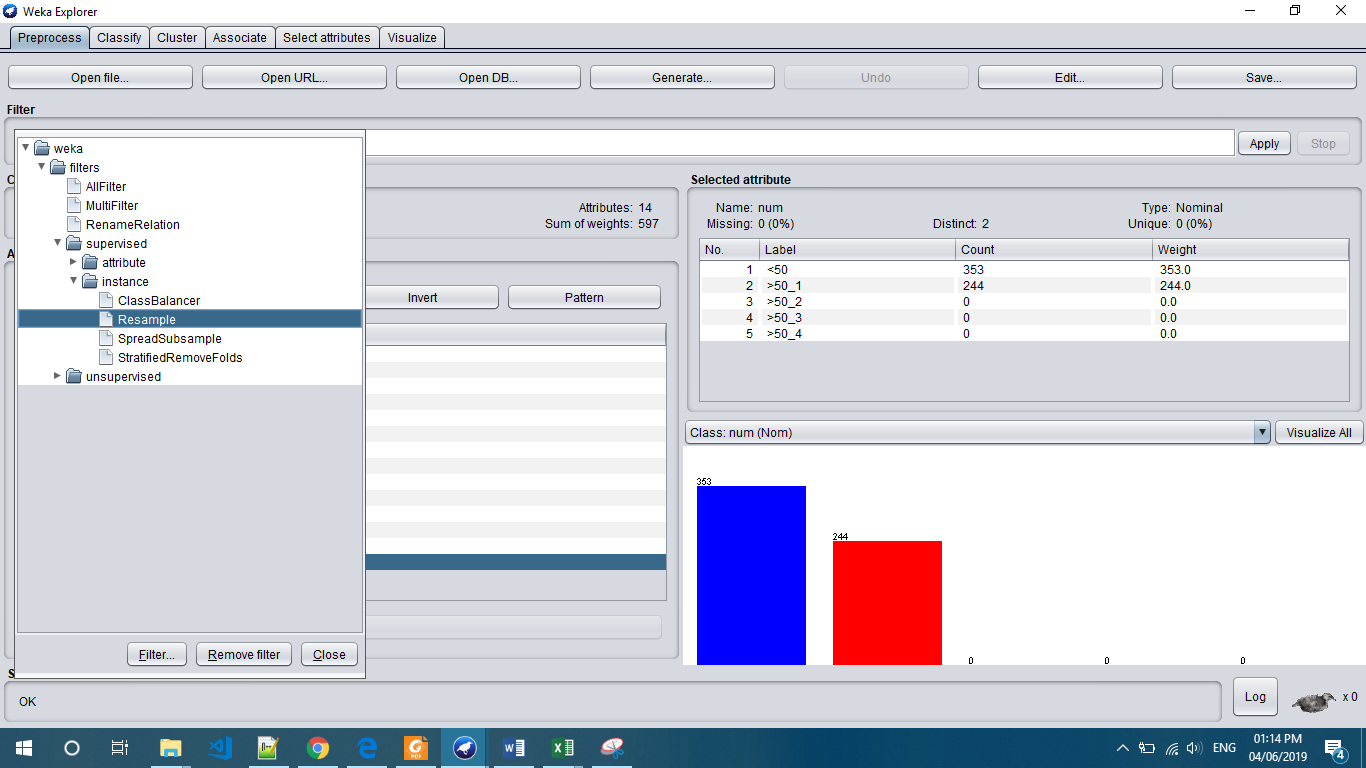 Weka Explorer
Preprocess Classify Cluster Associate Select attributes Visualize
Open file... Open URL... Open DB... Generate... Undo Edit... Save...
Filter
Apply Stop
weka
filters
AllFilter
MultiFilter
RenameRelation
supervised
attribute
instance
ClassBalancer
Resample
SpreadSubsample
StratifiedRemoveFolds
unsupervised
Filter... Remove filter Close
Attributes: 14
Sum of weights: 597
Invert Pattern
Selected attribute
Name: num Type: Nominal
Missing: 0 (0%) Distinct: 2 Unique: 0 (0%)
No. Label Count Weight
1 <50 353 353.0
2 >50_1 244 244.0
3 >50_2 0 0.0
4 >50_3 0 0.0
5 >50_4 0 0.0
Class: num (Nom) Visualize All
353
244
0 0 0
OK
Log x 0
ENG 01:14 PM
04/06/2019
4